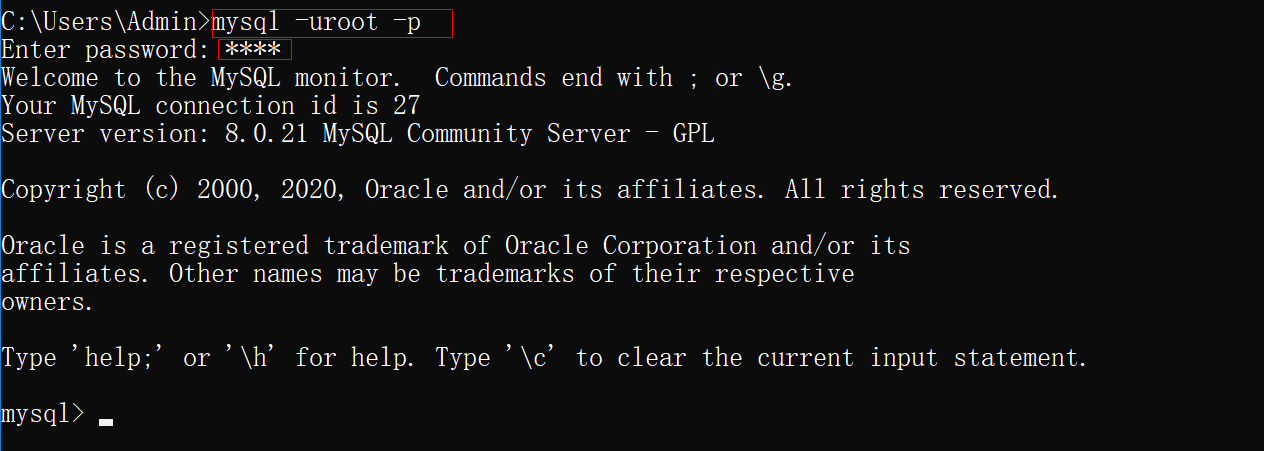 C:\Users\Admin>mysql -uroot -p
Enter password: ****
Welcome to the MySQL monitor.  Commands end with ; or \g.
Your MySQL connection id is 27
Server version: 8.0.21 MySQL Community Server - GPL
Copyright (c) 2000, 2020, Oracle and/or its affiliates. All rights reserved.
Oracle is a registered trademark of Oracle Corporation and/or its
affiliates. Other names may be trademarks of their respective
owners.
Type 'help;' or '\h' for help. Type '\c' to clear the current input statement.
mysql> _